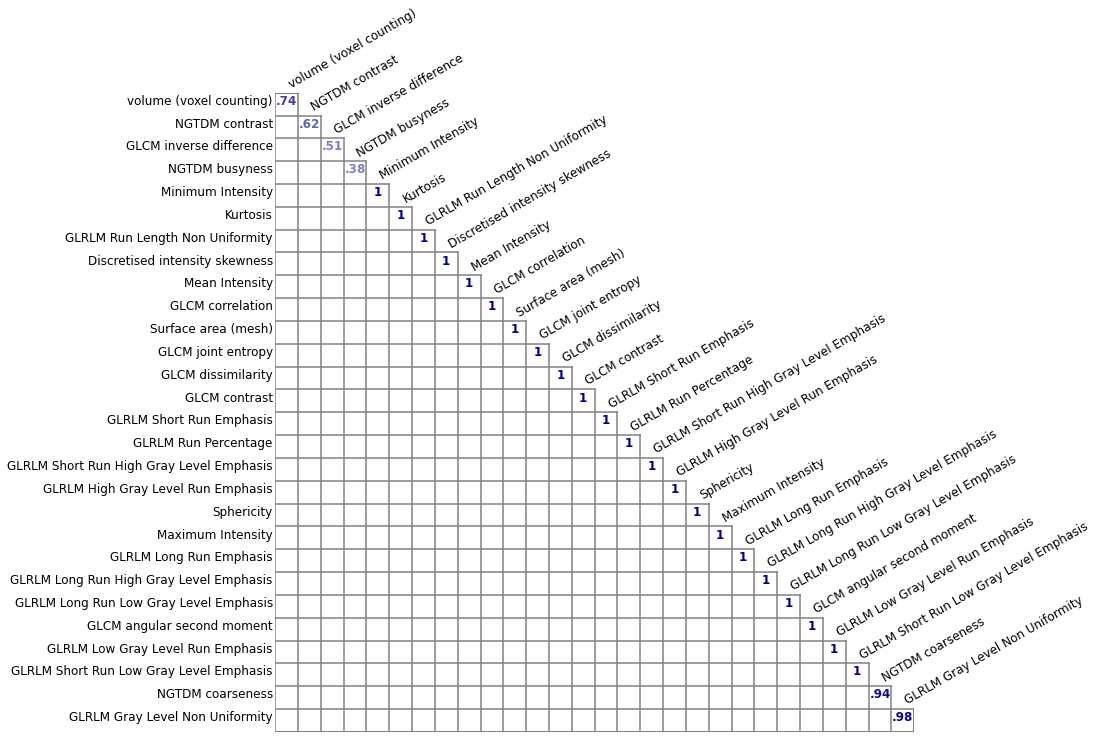 volume (voxel counting)
NGTDM contrast
GLCM inverse difference
NGTDM busyness
Minimum Intensity
Kurtosis
GLRLM Run Length Non Uniformity
Discretised intensity skewness
Mean Intensity
GLCM correlation
Surface area (mesh)
GLCM joint entropy
GLCM dissimilarity
GLCM contrast
GLRLM Short Run Emphasis
GLRLM Run Percentage
GLRLM Short Run High Gray Level Emphasis
GLRLM High Gray Level Run Emphasis
Sphericity
Maximum Intensity
GLRLM Long Run Emphasis
GLRLM Long Run High Gray Level Emphasis
GLRLM Long Run Low Gray Level Emphasis
GLCM angular second moment
GLRLM Low Gray Level Run Emphasis
GLRLM Short Run Low Gray Level Emphasis
NGTDM coarseness
GLRLM Gray Level Non Uniformity
volume (voxel counting) .74
NGTDM contrast .62
GLCM inverse difference .51
NGTDM busyness .38
Minimum Intensity 1
Kurtosis 1
GLRLM Run Length Non Uniformity 1
Discretised intensity skewness 1
Mean Intensity 1
GLCM correlation 1
Surface area (mesh) 1
GLCM joint entropy 1
GLCM dissimilarity 1
GLCM contrast 1
GLRLM Short Run Emphasis 1
GLRLM Run Percentage 1
GLRLM Short Run High Gray Level Emphasis 1
GLRLM High Gray Level Run Emphasis 1
Sphericity 1
Maximum Intensity 1
GLRLM Long Run Emphasis 1
GLRLM Long Run High Gray Level Emphasis 1
GLRLM Long Run Low Gray Level Emphasis 1
GLCM angular second moment 1
GLRLM Low Gray Level Run Emphasis 1
GLRLM Short Run Low Gray Level Emphasis 1
NGTDM coarseness .94
GLRLM Gray Level Non Uniformity .98